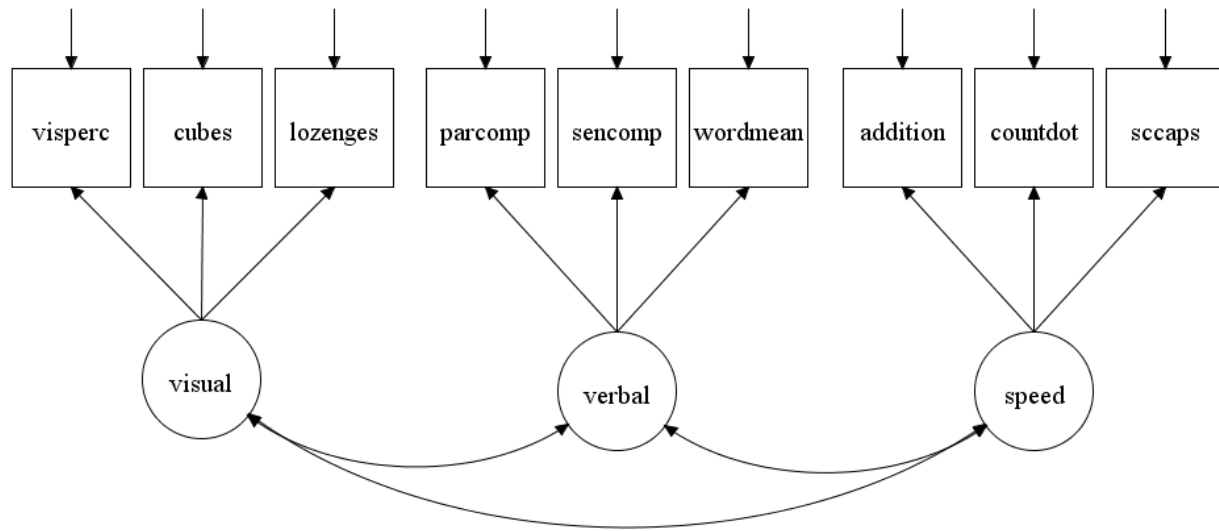 visperc
cubes
lozenges
parcomp
sencomp
wordmean
addition
countdot
sccaps
visual
verbal
speed